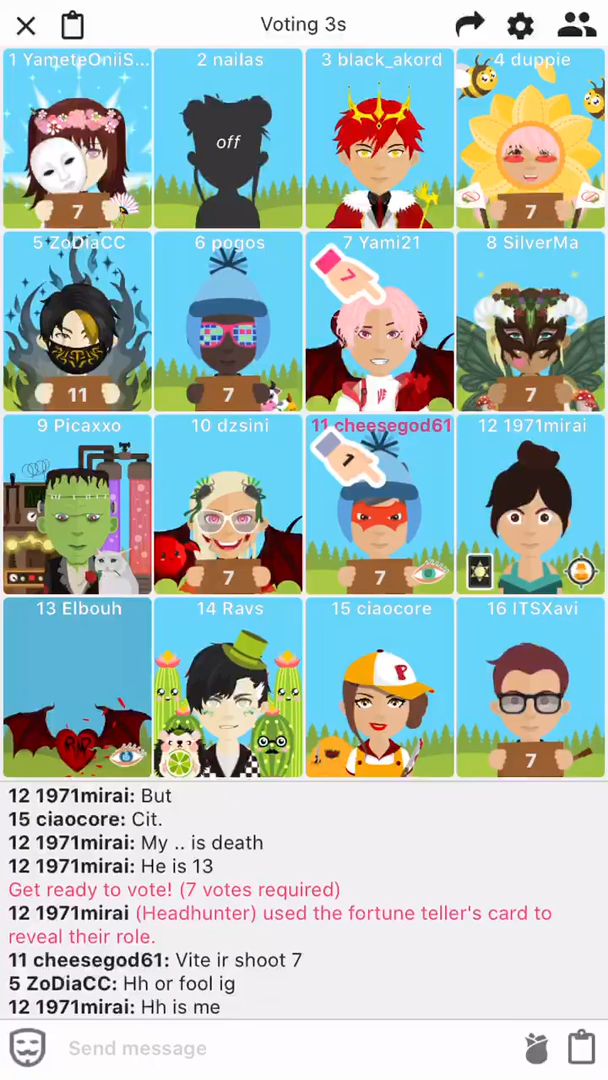 Voting 3s
1 YameteOniiS...
2 nailas
3 black_akord
4 duppie
off
7
7
5 ZoDiaCC
6 pogos
7 Yami21
8 SilverMa
7
11
7
7
9 Picaxxo
10 dzsini
11 cheesegod61
12 1971mirai
1
7
7
13 Elbouh
14 Ravs
15 ciaocore
16 ITSXavi
RIP
P
7
12 1971mirai: But
15 ciaocore: Cit.
12 1971mirai: My .. is death
12 1971mirai: He is 13
Get ready to vote! (7 votes required)
12 1971mirai (Headhunter) used the fortune teller's card to
reveal their role.
11 cheesegod61: Vite ir shoot 7
5 ZoDiaCC: Hh or fool ig
12 1971mirai: Hh is me
Send message